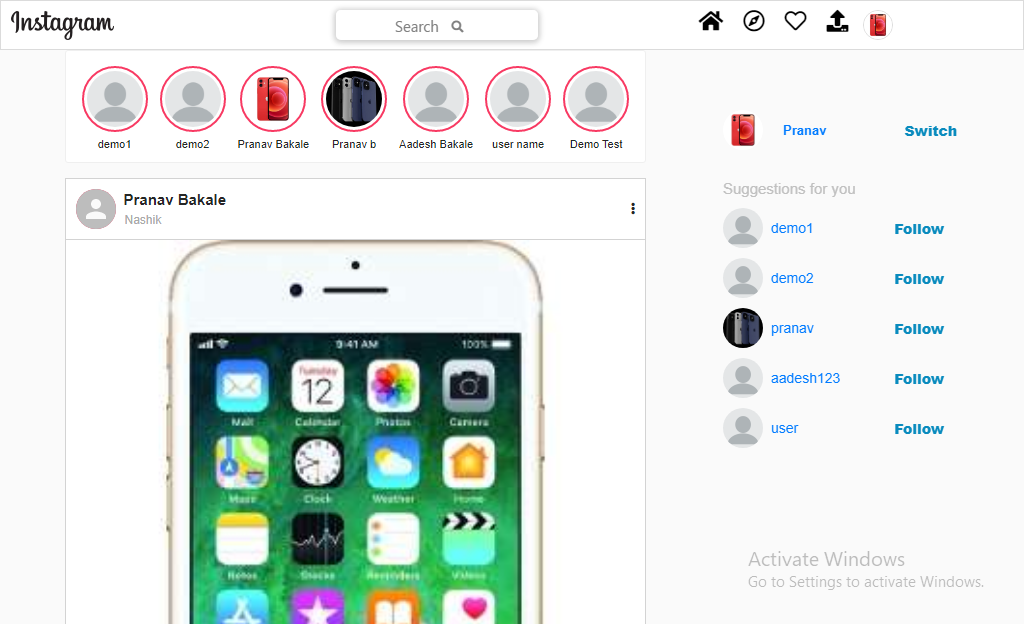 Instagram
Search
demo1
demo2
Pranav Bakale
Pranav b
Aadesh Bakale
user name
Demo Test
Pranav Bakale
Nashik
9:41 AM
100%
Tuesday
12
Mail
Calendar
Photos
Camera
Maps
Clock
Weather
Home
Notes
Stocks
Reminders
Videos
Pranav
Switch
Suggestions for you
demo1
Follow
demo2
Follow
pranav
Follow
aadesh123
Follow
user
Follow
Activate Windows
Go to Settings to activate Windows.